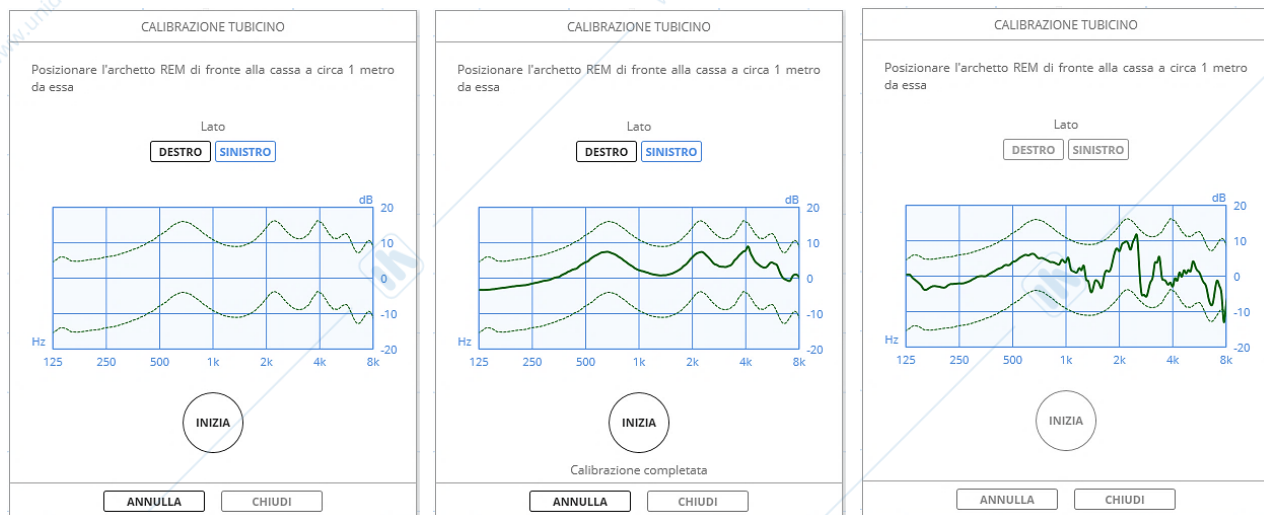 CALIBRAZIONE TUBICINO
Posizionare l'archetto REM di fronte alla cassa a circa 1 metro
da essa
Lato
DESTRO SINISTRO
dB
20
10
0
-10
-20
Hz
125 250 500 1k 2k 4k 8k
INIZIA
ANNULLA CHIUDI
CALIBRAZIONE TUBICINO
Posizionare l'archetto REM di fronte alla cassa a circa 1 metro
da essa
Lato
DESTRO SINISTRO
dB
20
10
0
-10
-20
Hz
125 250 500 1k 2k 4k 8k
INIZIA
Calibrazione completata
ANNULLA CHIUDI
CALIBRAZIONE TUBICINO
Posizionare l'archetto REM di fronte alla cassa a circa 1 metro
da essa
Lato
DESTRO SINISTRO
dB
20
10
0
-10
-20
Hz
125 250 500 1k 2k 4k 8k
INIZIA
ANNULLA CHIUDI